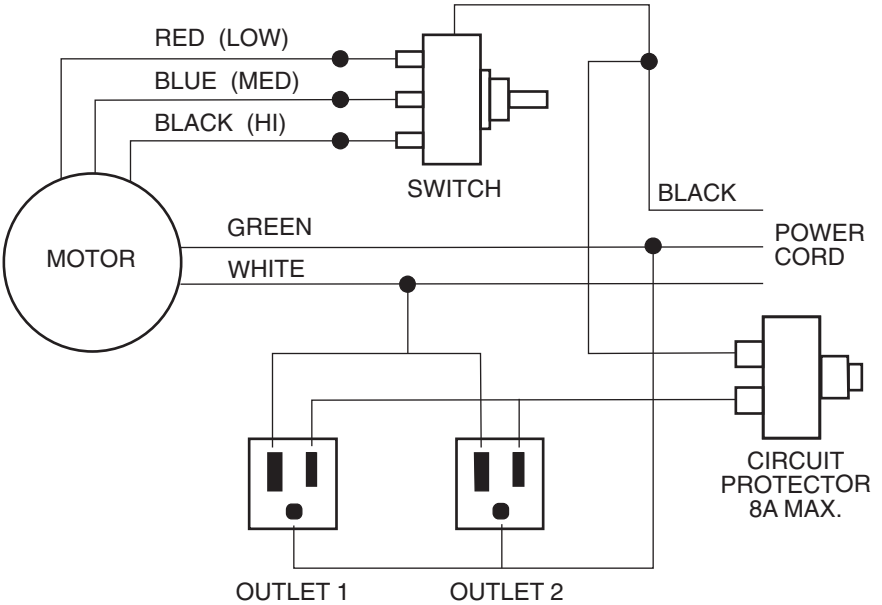 RED (LOW)
BLUE (MED)
BLACK (HI)
SWITCH
BLACK
GREEN
POWER
CORD
MOTOR
WHITE
CIRCUIT
PROTECTOR
8A MAX.
OUTLET 1
OUTLET 2